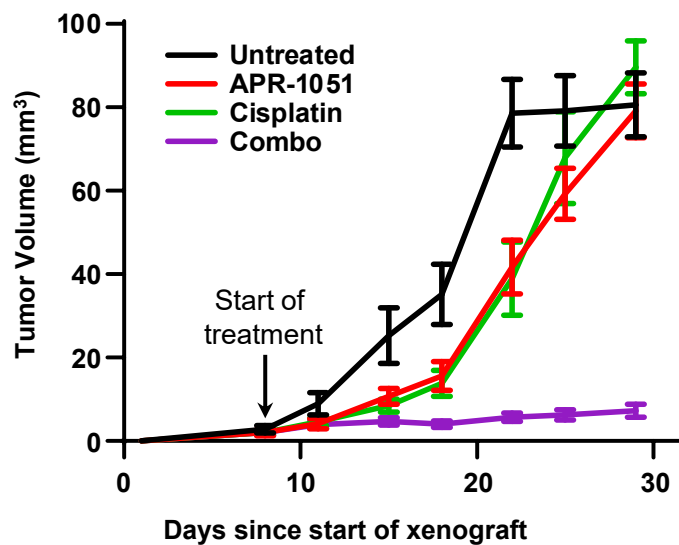 100
80
60
40
20
0
Tumor Volume (mm³)
Untreated
APR-1051
Cisplatin
Combo
Start of
treatment
0
10
20
30
Days since start of xenograft